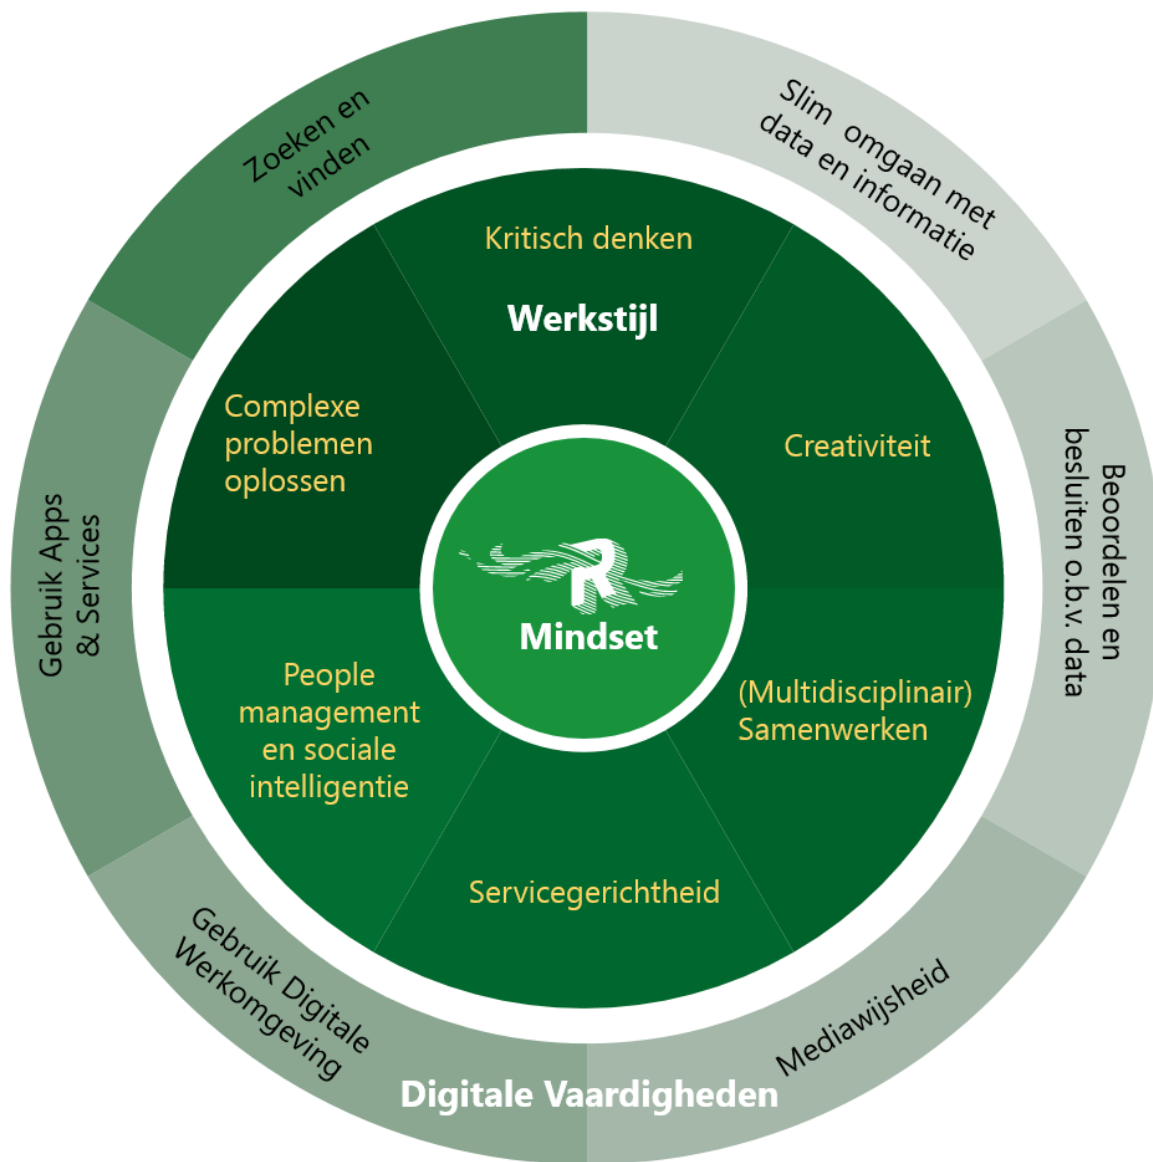 Zoeken en
vinden
Slim omgaan met
data en informatie
Kritisch denken
Werkstijl
Complexe
problemen
oplossen
Creativiteit
Gebruik Apps
& Services
Beoordelen en
besluiten o.b.v. data
R
Mindset
People
management
en sociale
intelligentie
(Multidisciplinair)
Samenwerken
Servicegerichtheid
Gebruik Digitale
Werkomgeving
Mediawijsheid
Digitale Vaardigheden